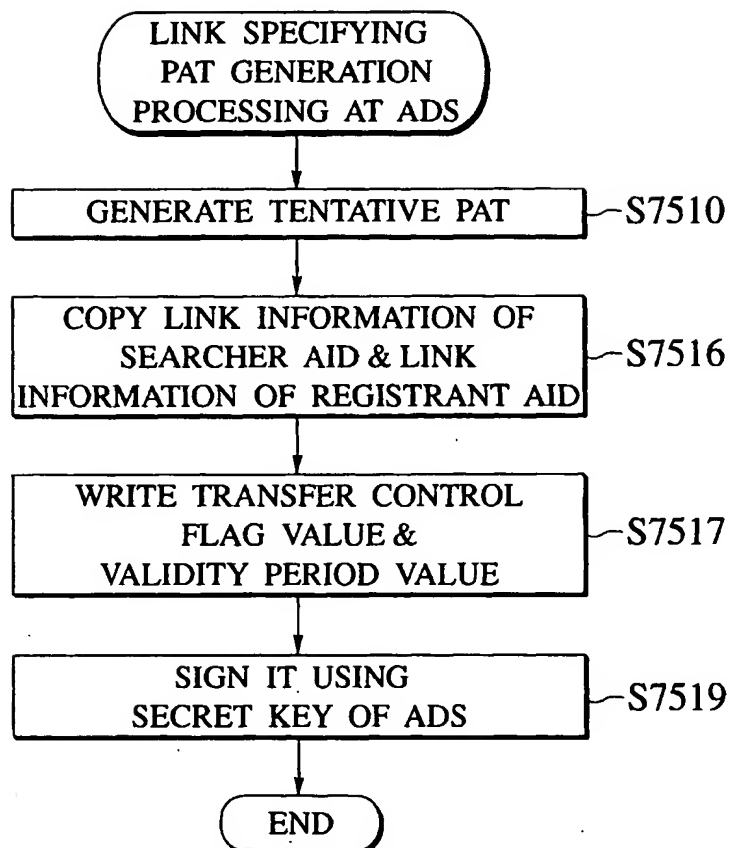 LINK SPECIFYING
PAT GENERATION
PROCESSING AT ADS
GENERATE TENTATIVE PAT
S7510
COPY LINK INFORMATION OF
SEARCHER AID & LINK
INFORMATION OF REGISTRANT AID
S7516
WRITE TRANSFER CONTROL
FLAG VALUE &
VALIDITY PERIOD VALUE
S7517
SIGN IT USING
SECRET KEY OF ADS
S7519
END